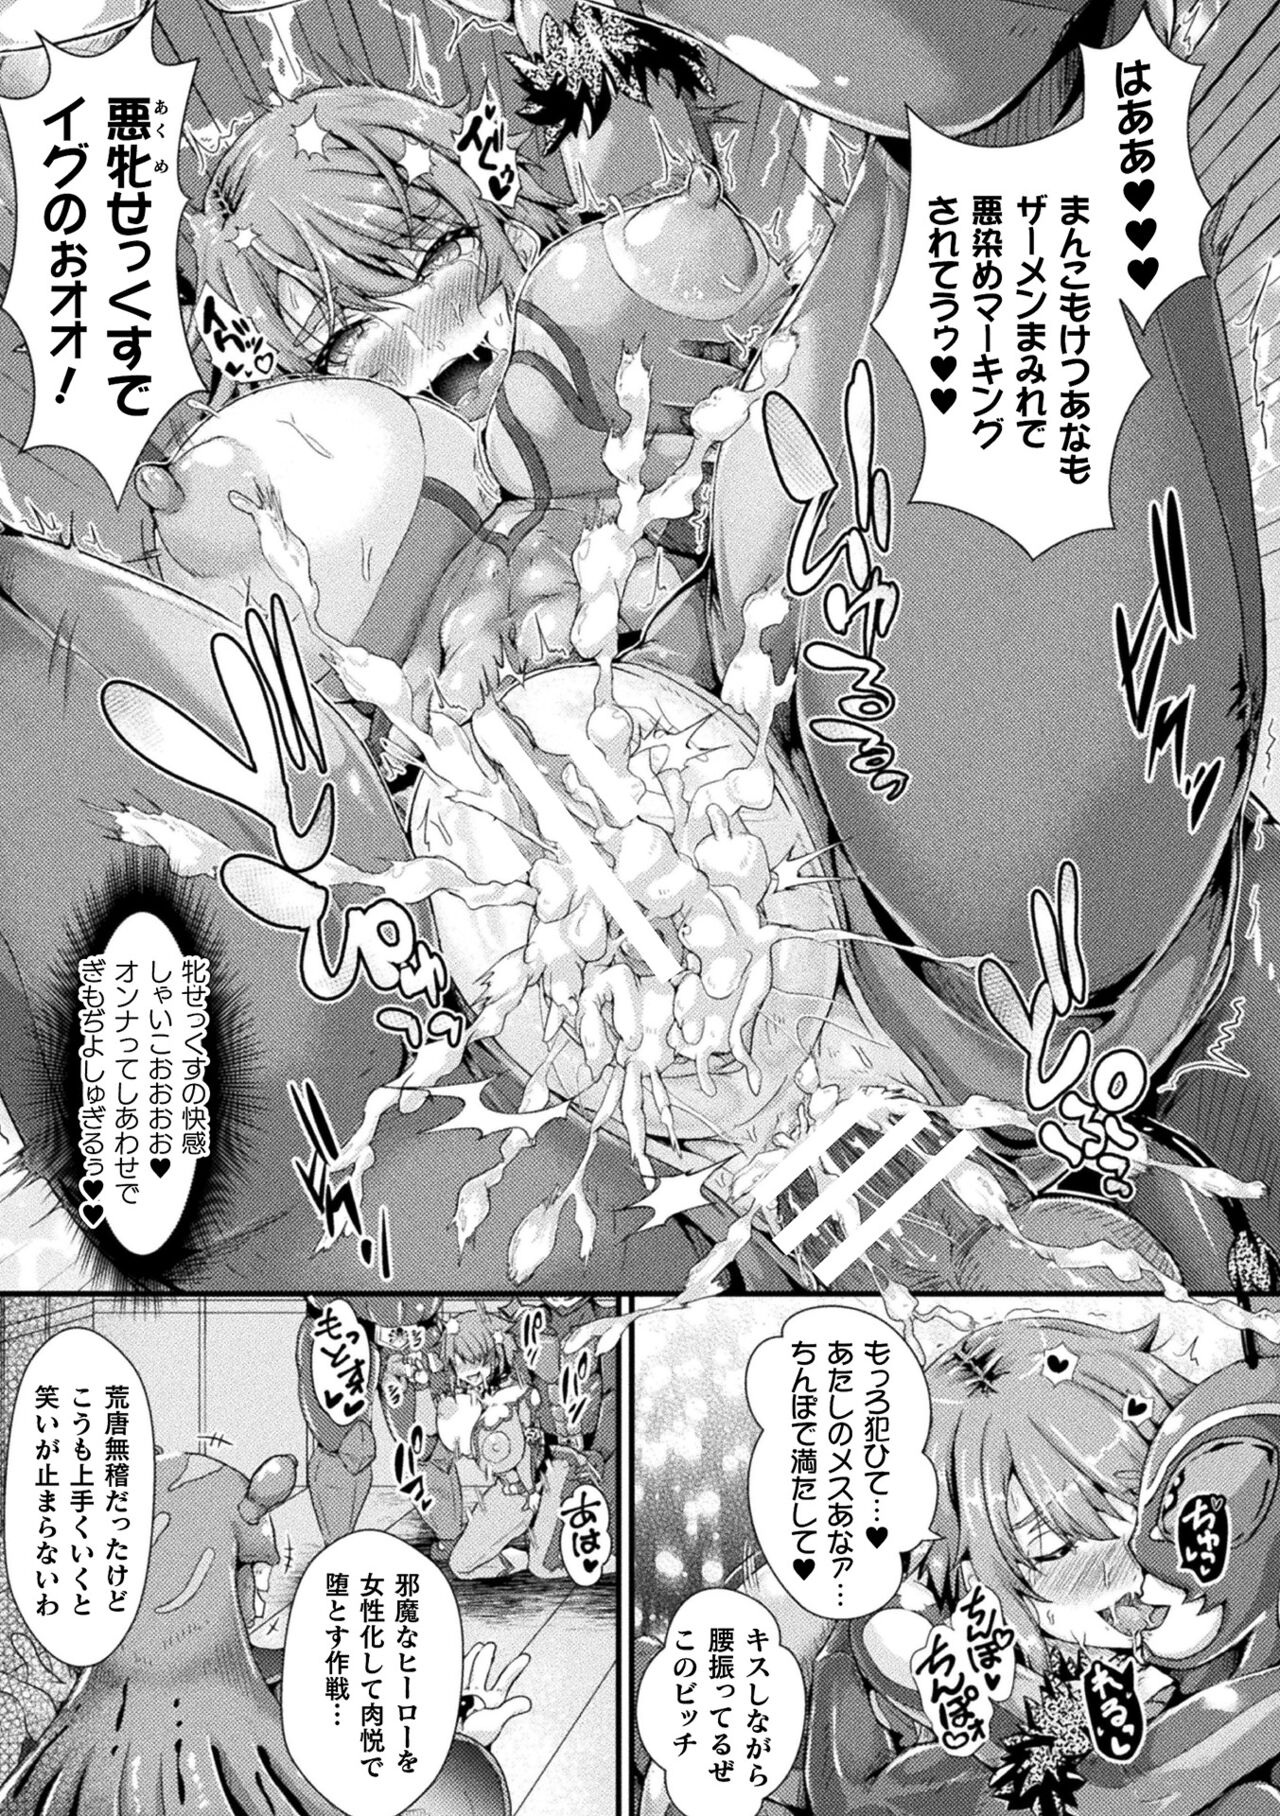 はあぁ♥♥♥
まんこもけつあなも
ザーメンまみれで
悪染めマーキング
されてうぅ♥♥
悪牝せっくすで
あくめ
イグのおオオ！
牝せっくすの快感
しゃいこおおおお♥
オンナってしあわせで
ぎもぢよしゅぎるぅ♥♥
もっろ犯ひて…♥
あたしのメスあなァ…
ちんぽで満たして♥
キスしながら
腰振ってるぜ
このビッチ
ちんぽ
ちんぽォ
れろぉ
もっときて
あは♥
邪魔なヒーローを
女性化して肉悦で
堕とす作戦…
荒唐無稽だったけど
こうも上手くいくと
笑いが止まらないわ